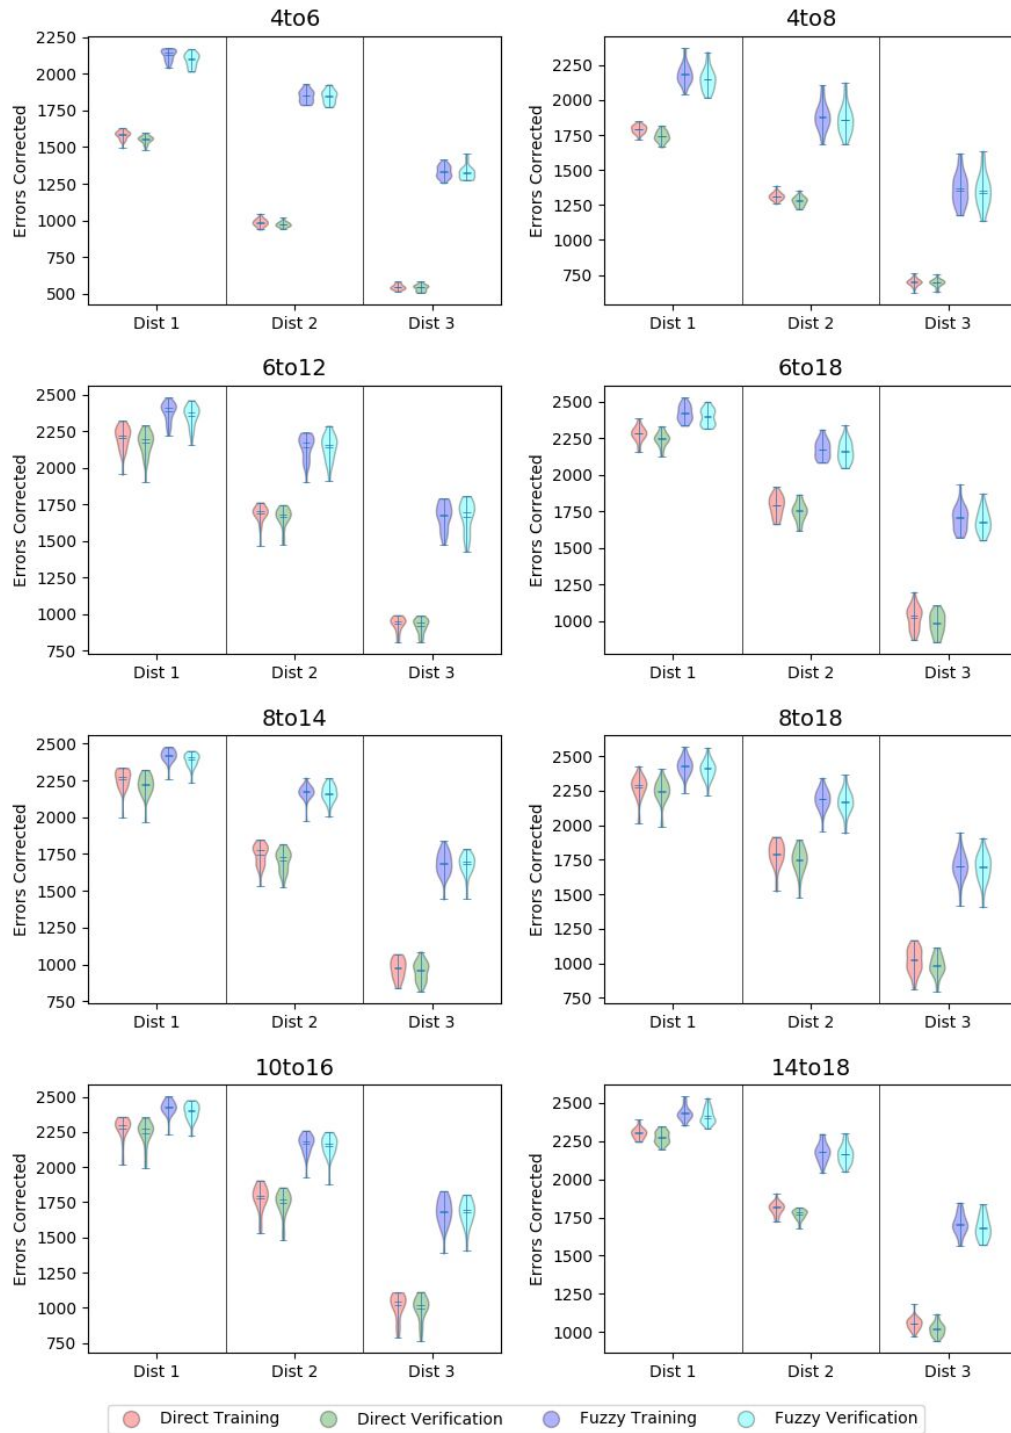 4to6
4to8
2250
2000
1750
1500
1250
1000
750
500
Errors Corrected
Dist 1
Dist 2
Dist 3
2250
2000
1750
1500
1250
1000
750
Errors Corrected
Dist 1
Dist 2
Dist 3
6to12
6to18
2500
2250
2000
1750
1500
1250
1000
750
Errors Corrected
Dist 1
Dist 2
Dist 3
2500
2250
2000
1750
1500
1250
1000
Errors Corrected
Dist 1
Dist 2
Dist 3
8to14
8to18
2500
2250
2000
1750
1500
1250
1000
750
Errors Corrected
Dist 1
Dist 2
Dist 3
2500
2250
2000
1750
1500
1250
1000
750
Errors Corrected
Dist 1
Dist 2
Dist 3
10to16
14to18
2500
2250
2000
1750
1500
1250
1000
750
Errors Corrected
Dist 1
Dist 2
Dist 3
2500
2250
2000
1750
1500
1250
1000
Errors Corrected
Dist 1
Dist 2
Dist 3
Direct Training
Direct Verification
Fuzzy Training
Fuzzy Verification